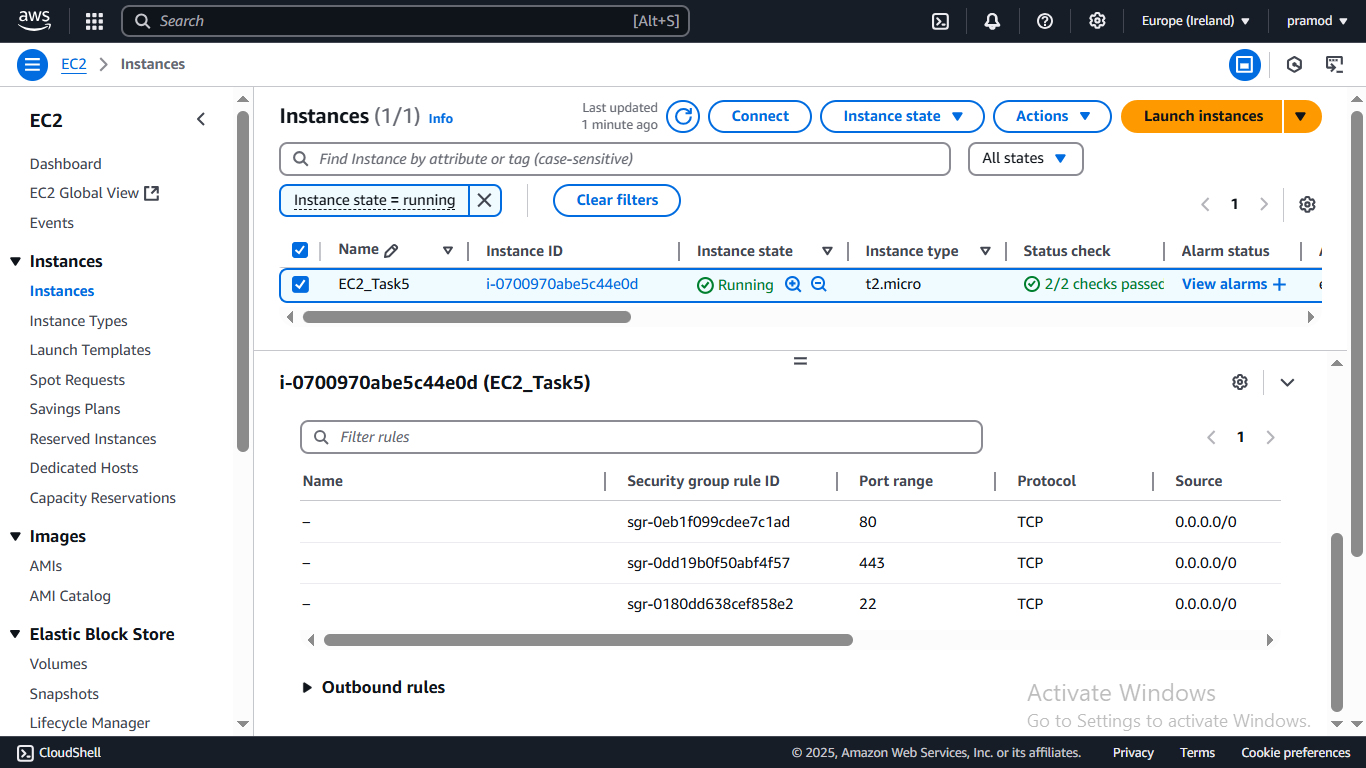 aws Search [Alt+S] Europe (Ireland) pramod
EC2 Instances
EC2
Dashboard
EC2 Global View
Events
Instances
Instances
Instance Types
Launch Templates
Spot Requests
Savings Plans
Reserved Instances
Dedicated Hosts
Capacity Reservations
Images
AMIs
AMI Catalog
Elastic Block Store
Volumes
Snapshots
Lifecycle Manager
Instances (1/1) Info
Last updated
1 minute ago
Connect Instance state Actions Launch instances
Find Instance by attribute or tag (case-sensitive) All states
Instance state = running Clear filters 1
Name Instance ID Instance state Instance type Status check Alarm status A
EC2_Task5 i-0700970abe5c44e0d Running t2.micro 2/2 checks passec View alarms + e
i-0700970abe5c44e0d (EC2_Task5)
Filter rules 1
Name Security group rule ID Port range Protocol Source
– sgr-0eb1f099cdee7c1ad 80 TCP 0.0.0.0/0
– sgr-0dd19b0f50abf4f57 443 TCP 0.0.0.0/0
– sgr-0180dd638cef858e2 22 TCP 0.0.0.0/0
Outbound rules
Activate Windows
Go to Settings to activate Windows.
CloudShell © 2025, Amazon Web Services, Inc. or its affiliates. Privacy Terms Cookie preferences